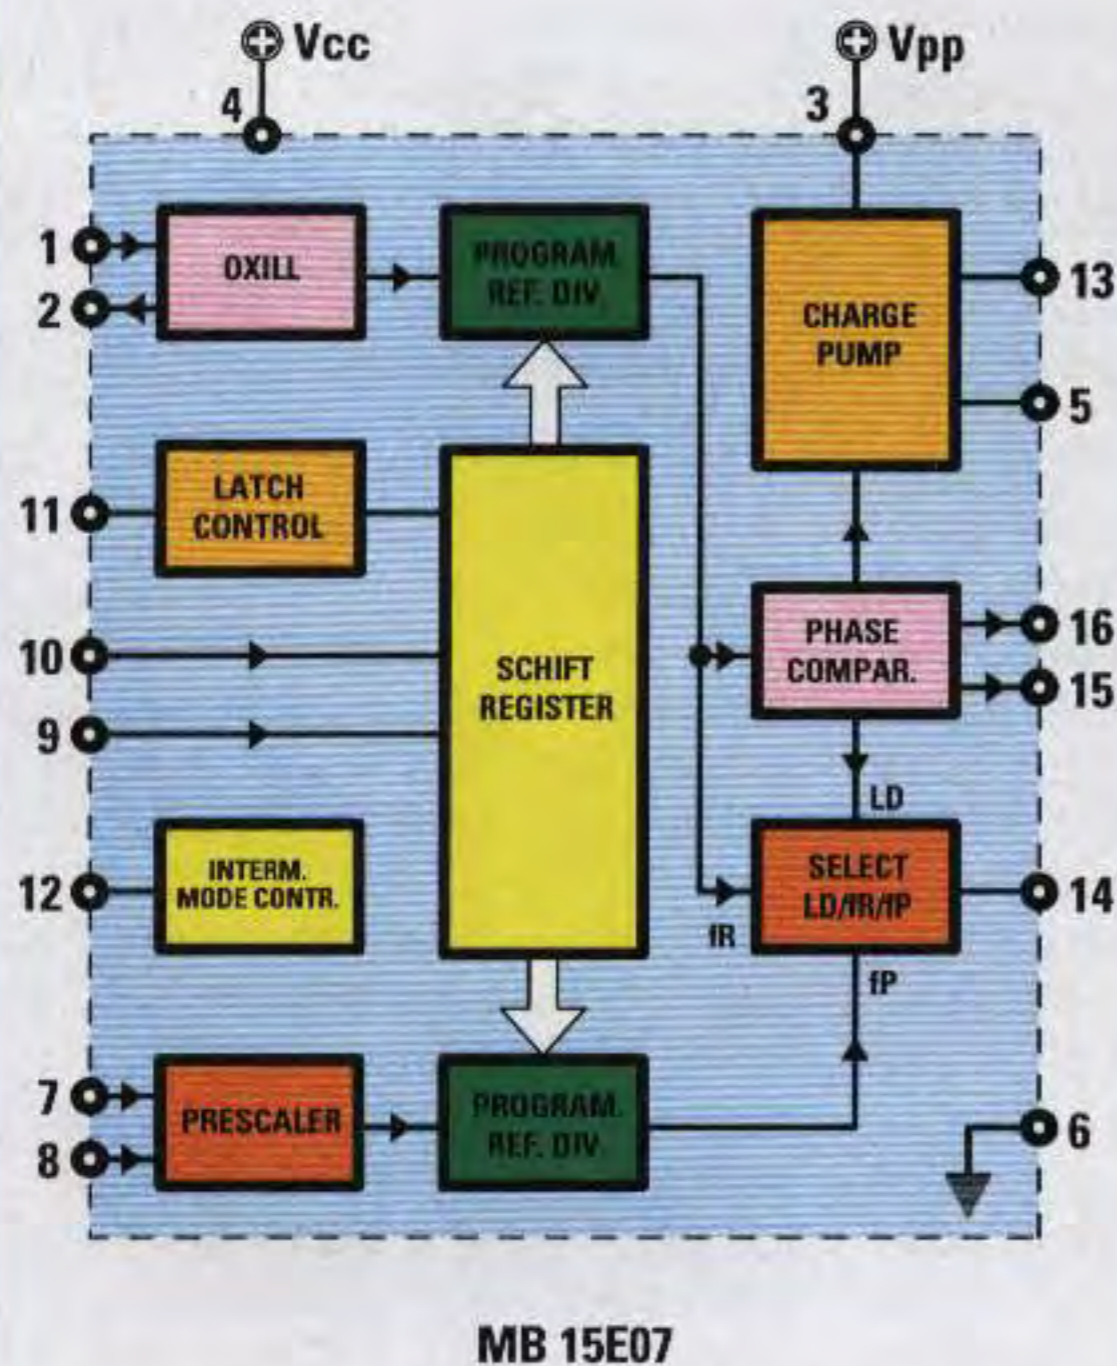 Vcc
Vpp
4
3
1
2
OXILL
PROGRAM.
REF. DIV.
CHARGE
PUMP
13
5
11
LATCH
CONTROL
10
9
SCHIFT
REGISTER
PHASE
COMPAR.
16
15
LD
12
INTERM.
MODE CONTR.
SELECT
LD/fR/fP
14
fR
fP
7
8
PRESCALER
PROGRAM.
REF. DIV.
6
MB 15E07